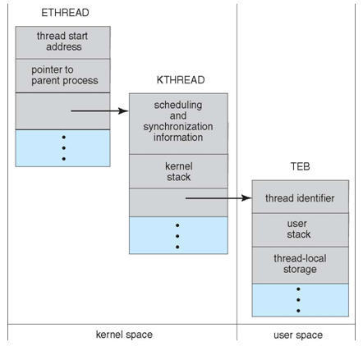 ETHREAD
thread start
address
pointer to
parent process
KTHREAD
scheduling
and
synchronization
information
kernel
stack
TEB
thread identifier
user
stack
thread-local
storage
kernel space
user space